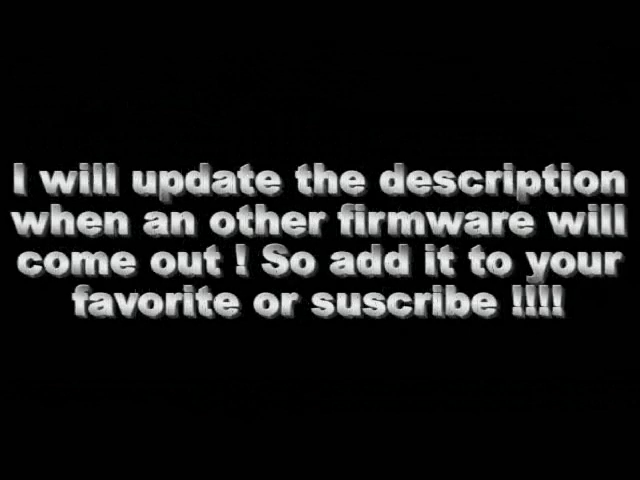 I will update the description
when an other firmware will
come out ! So add it to your
favorite or suscribe !!!!